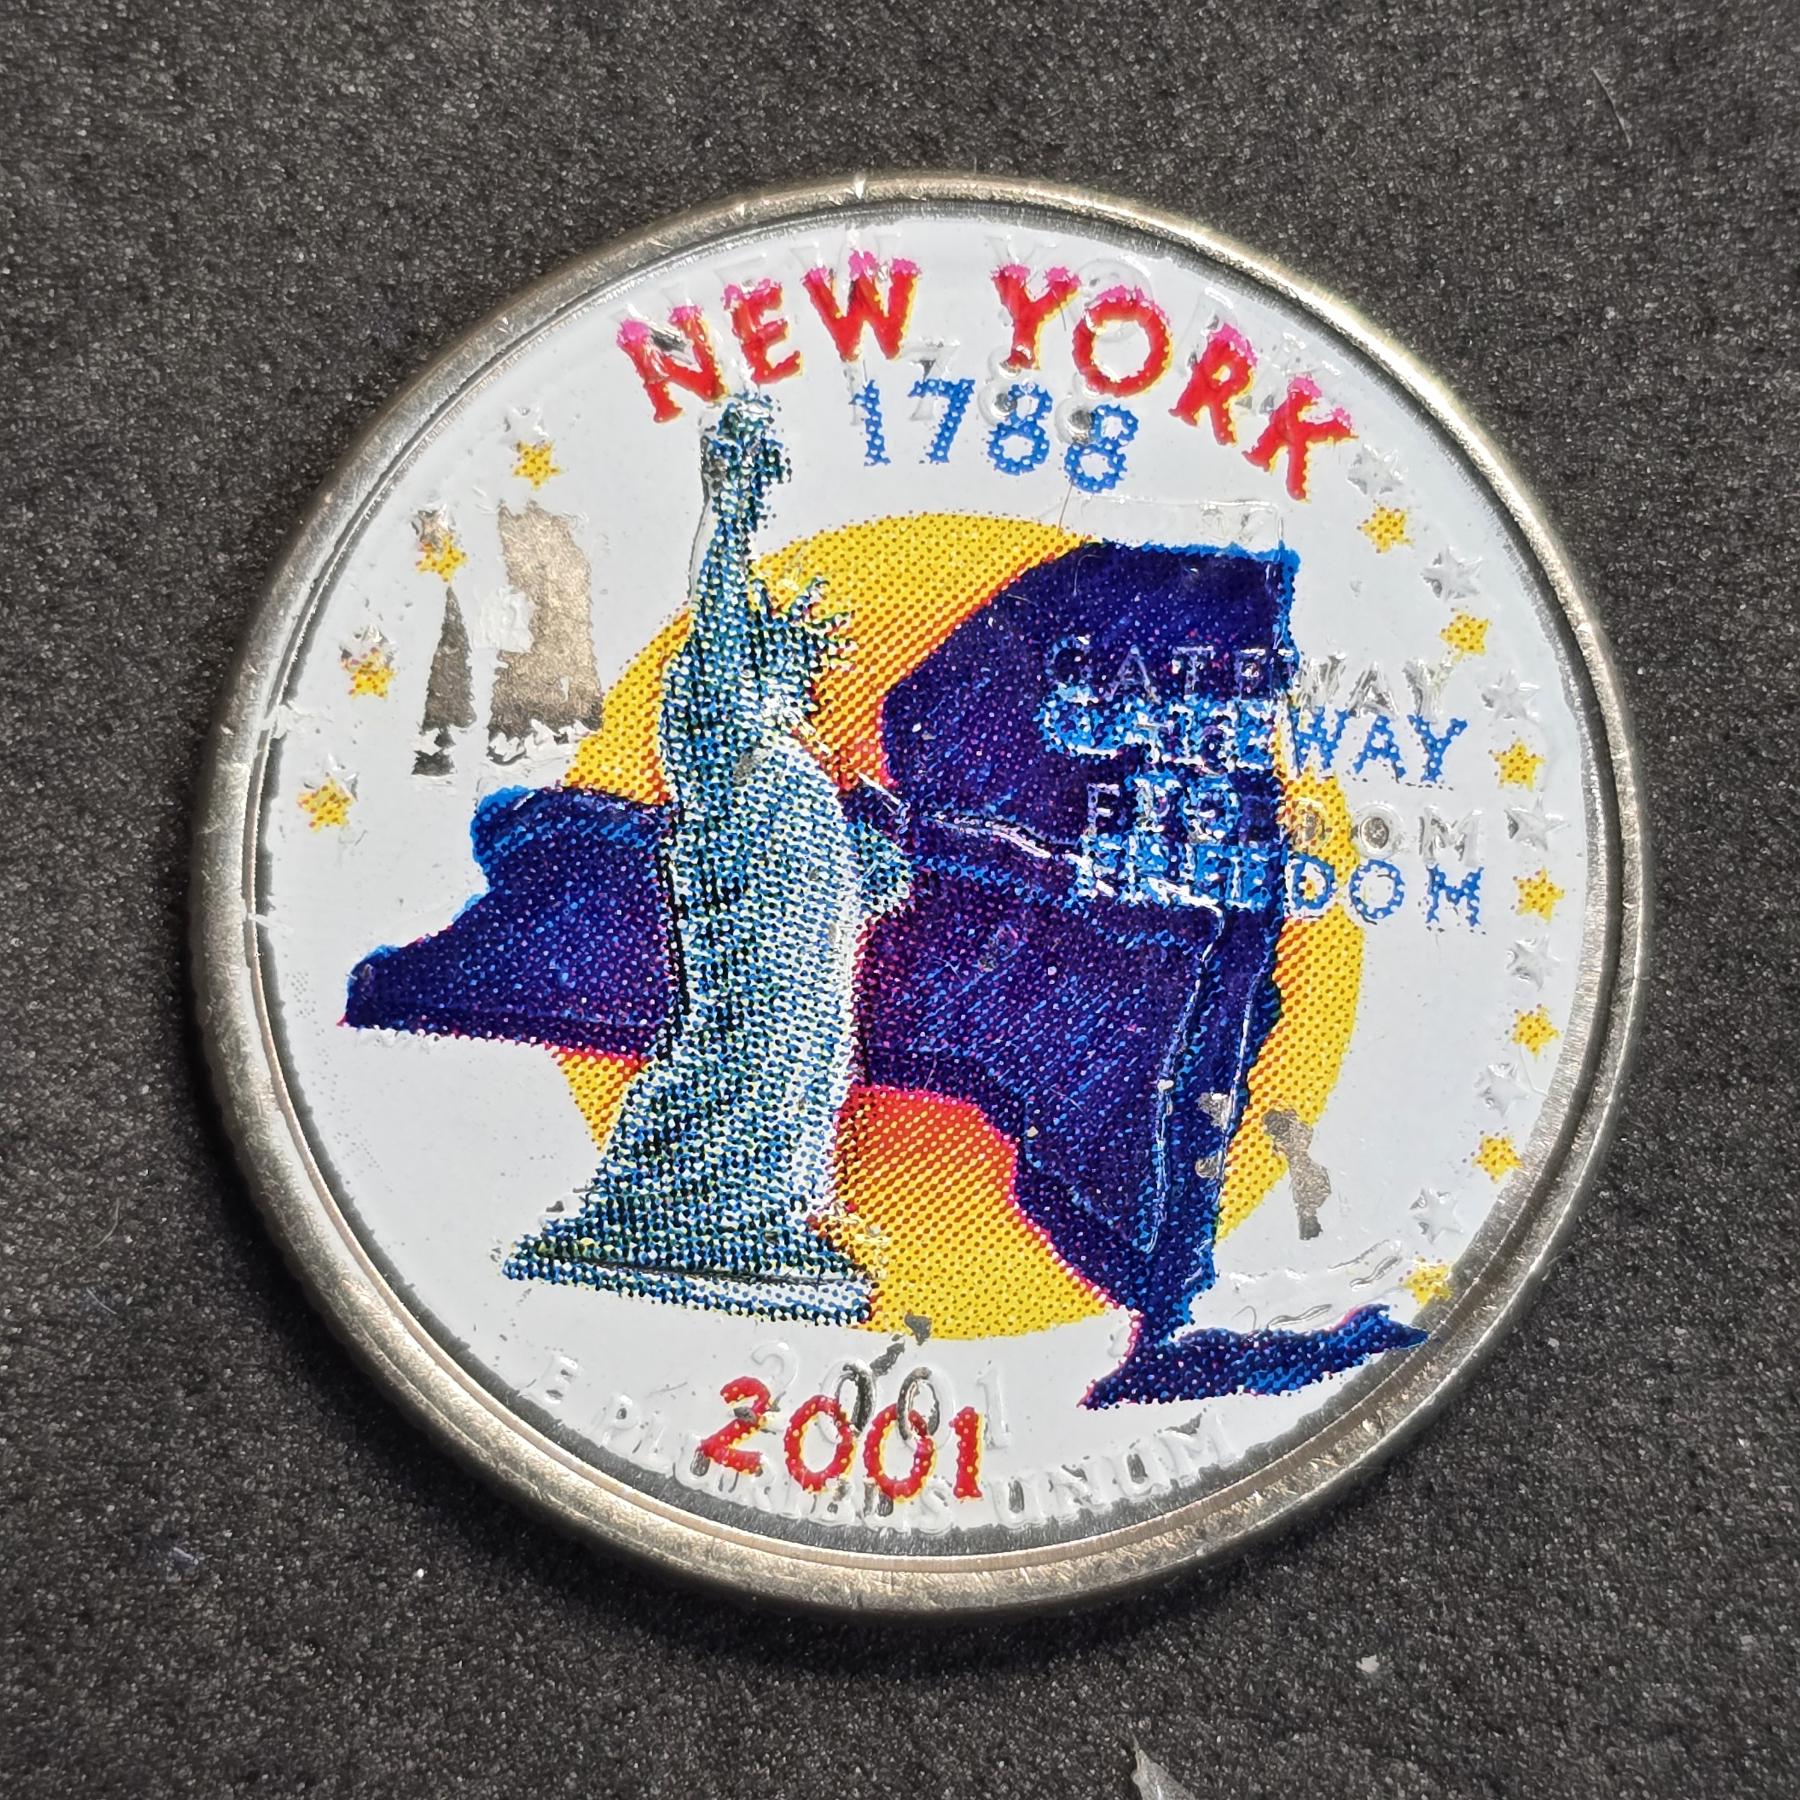 NEW YORK
1788
GATEWAY
TO
FREEDOM
2001
E PLURIBUS UNUM